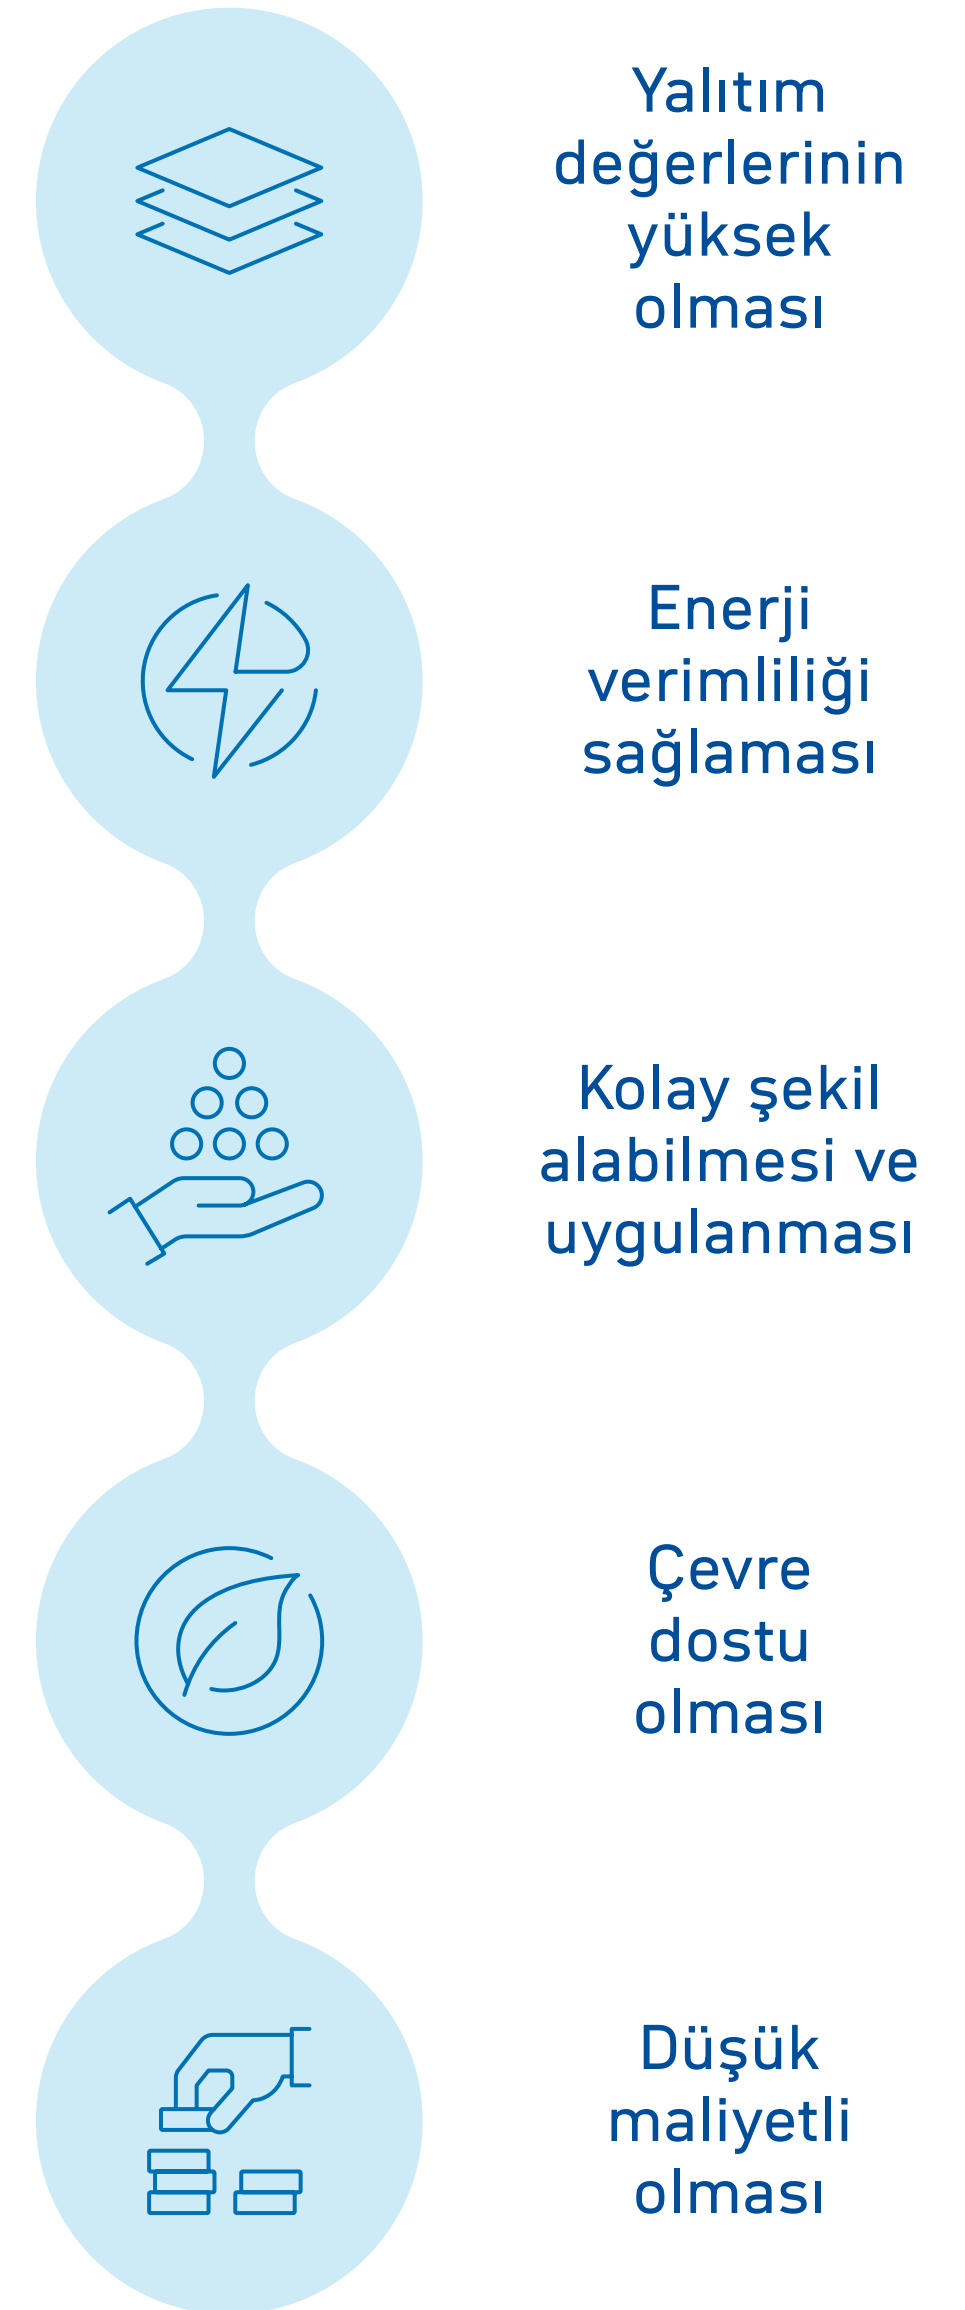 Yalıtım
değerlerinin
yüksek
olması
Enerji
verimliliği
sağlaması
Kolay şekil
alabilmesi ve
uygulanması
Çevre
dostu
olması
Düşük
maliyetli
olması